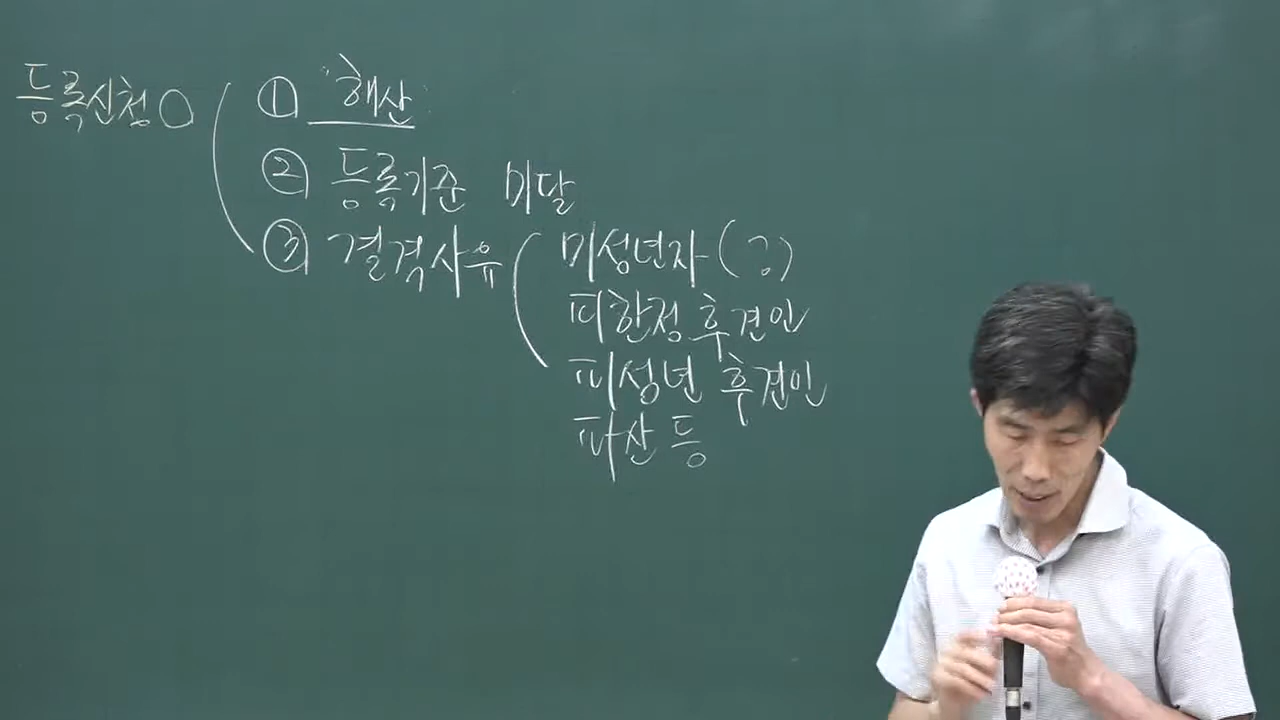 등록신청 ○ ① "해산"
② 등록기준 미달
③ 결격사유 미성년자 (금)
피한정 후견인
피성년 후견인
파산 등